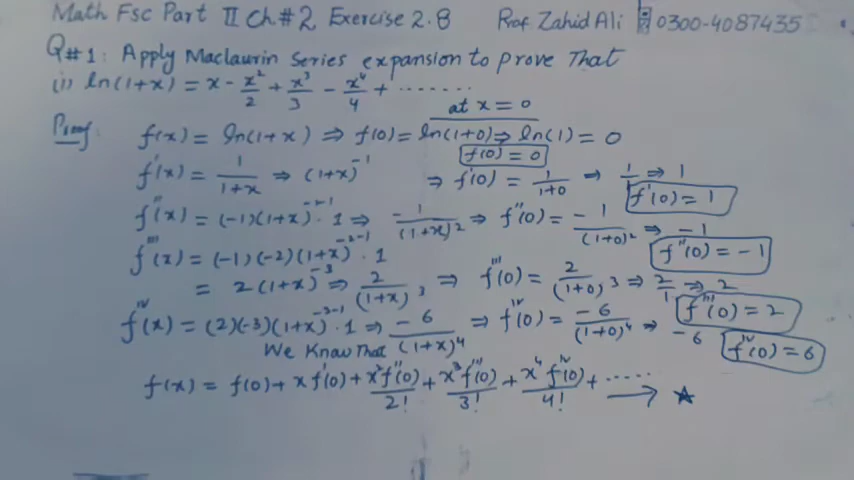 Math Fsc Part II Ch.#2 Exercise 2.8 Prof Zahid Ali 0300-4087435
Q#1: Apply Maclaurin Series expansion to prove That
(i) ln(1+x) = x - x²/2 + x³/3 - x⁴/4 + ........
at x = 0
Proof: f(x) = ln(1+x) ⇒ f(0) = ln(1+0) ⇒ ln(1) = 0
f(0) = 0
f'(x) = 1/(1+x) ⇒ (1+x)⁻¹ ⇒ f'(0) = 1/(1+0) ⇒ 1/1 ⇒ 1
f'(0) = 1
f''(x) = (-1)(1+x)⁻¹⁻¹·1 ⇒ -1/(1+x)² ⇒ f''(0) = -1/(1+0)² ⇒ -1
f''(0) = -1
f'''(x) = (-1)(-2)(1+x)⁻²⁻¹·1
= 2(1+x)⁻³ ⇒ 2/(1+x)³ ⇒ f'''(0) = 2/(1+0)³ ⇒ 2/1 ⇒ 2
f'''(0) = 2
f⁗(x) = (2)(-3)(1+x)⁻³⁻¹·1 ⇒ -6/(1+x)⁴ ⇒ f⁗(0) = -6/(1+0)⁴ ⇒ -6
f⁗(0) = 6
We Know That
f(x) = f(0) + x f'(0) + x²f''(0)/2! + x³f'''(0)/3! + x⁴f⁗(0)/4! + ...... → ★